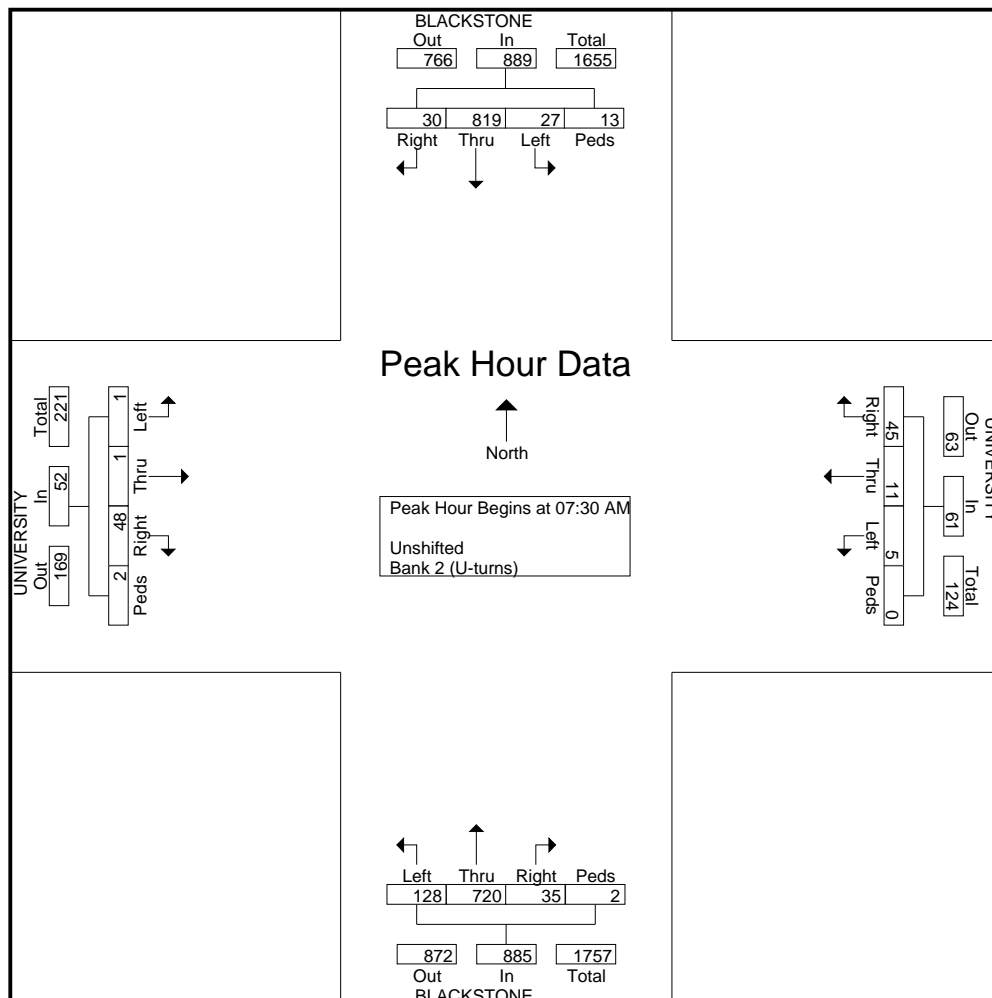 BLACKSTONE
Out In Total
766 889 1655
30 819 27 13
Right Thru Left Peds
Peak Hour Data
North
Peak Hour Begins at 07:30 AM
Unshifted
Bank 2 (U-turns)
UNIVERSITY
Out In Total
169 52 221
Left Thru Right Peds
1 1 48 2
UNIVERSITY
Out In Total
63 61 124
Right Thru Left Peds
45 11 5 0
Left Thru Right Peds
128 720 35 2
872 885 1757
Out In Total
BLACKSTONE